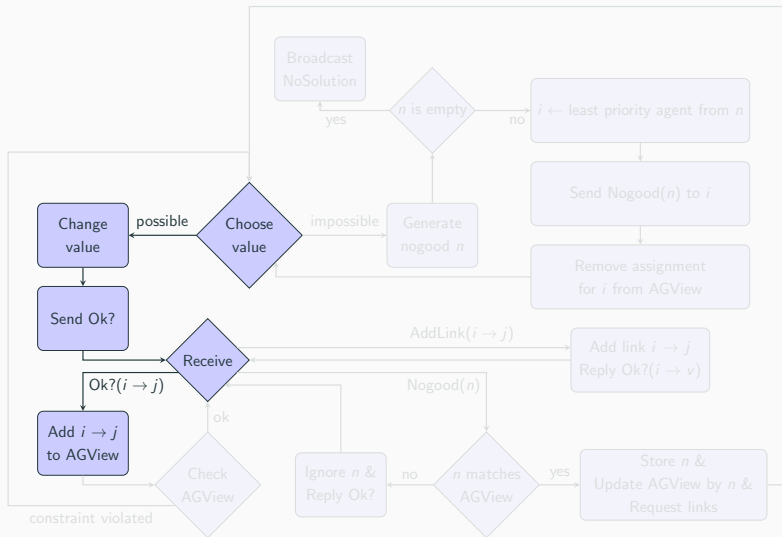 Broadcast
NoSolution
n is empty
yes
no
i ← least priority agent from n
Send Nogood(n) to i
Remove assignment
for i from AGView
Change
value
possible
Choose
value
impossible
Generate
nogood n
Send Ok?
Receive
AddLink(i → j)
Add link i → j
Reply Ok?(i → v)
Ok?(i → j)
Nogood(n)
ok
Add i → j
to AGView
Check
AGView
Ignore n &
Reply Ok?
no
n matches
AGView
yes
Store n &
Update AGView by n &
Request links
constraint violated